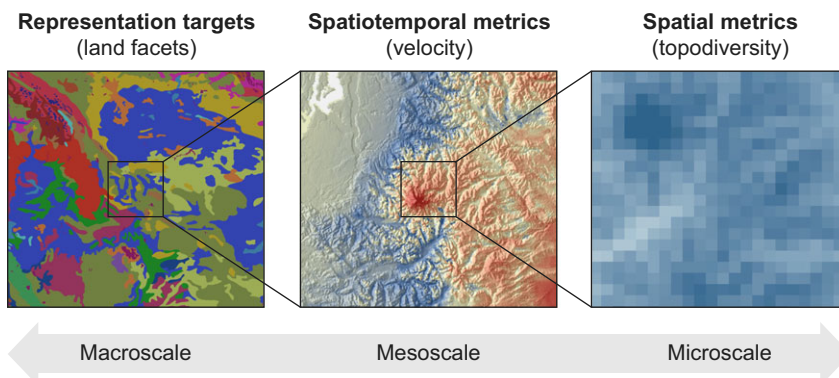 Representation targets
(land facets)
Spatiotemporal metrics
(velocity)
Spatial metrics
(topodiversity)
Macroscale
Mesoscale
Microscale